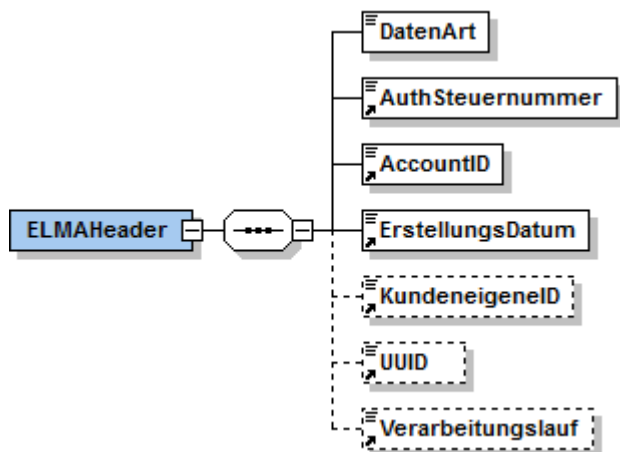 DatenArt
AuthSteuernummer
AccountID
ELMAHeader
ErstellungsDatum
KundeneigeneID
UUID
Verarbeitungslauf